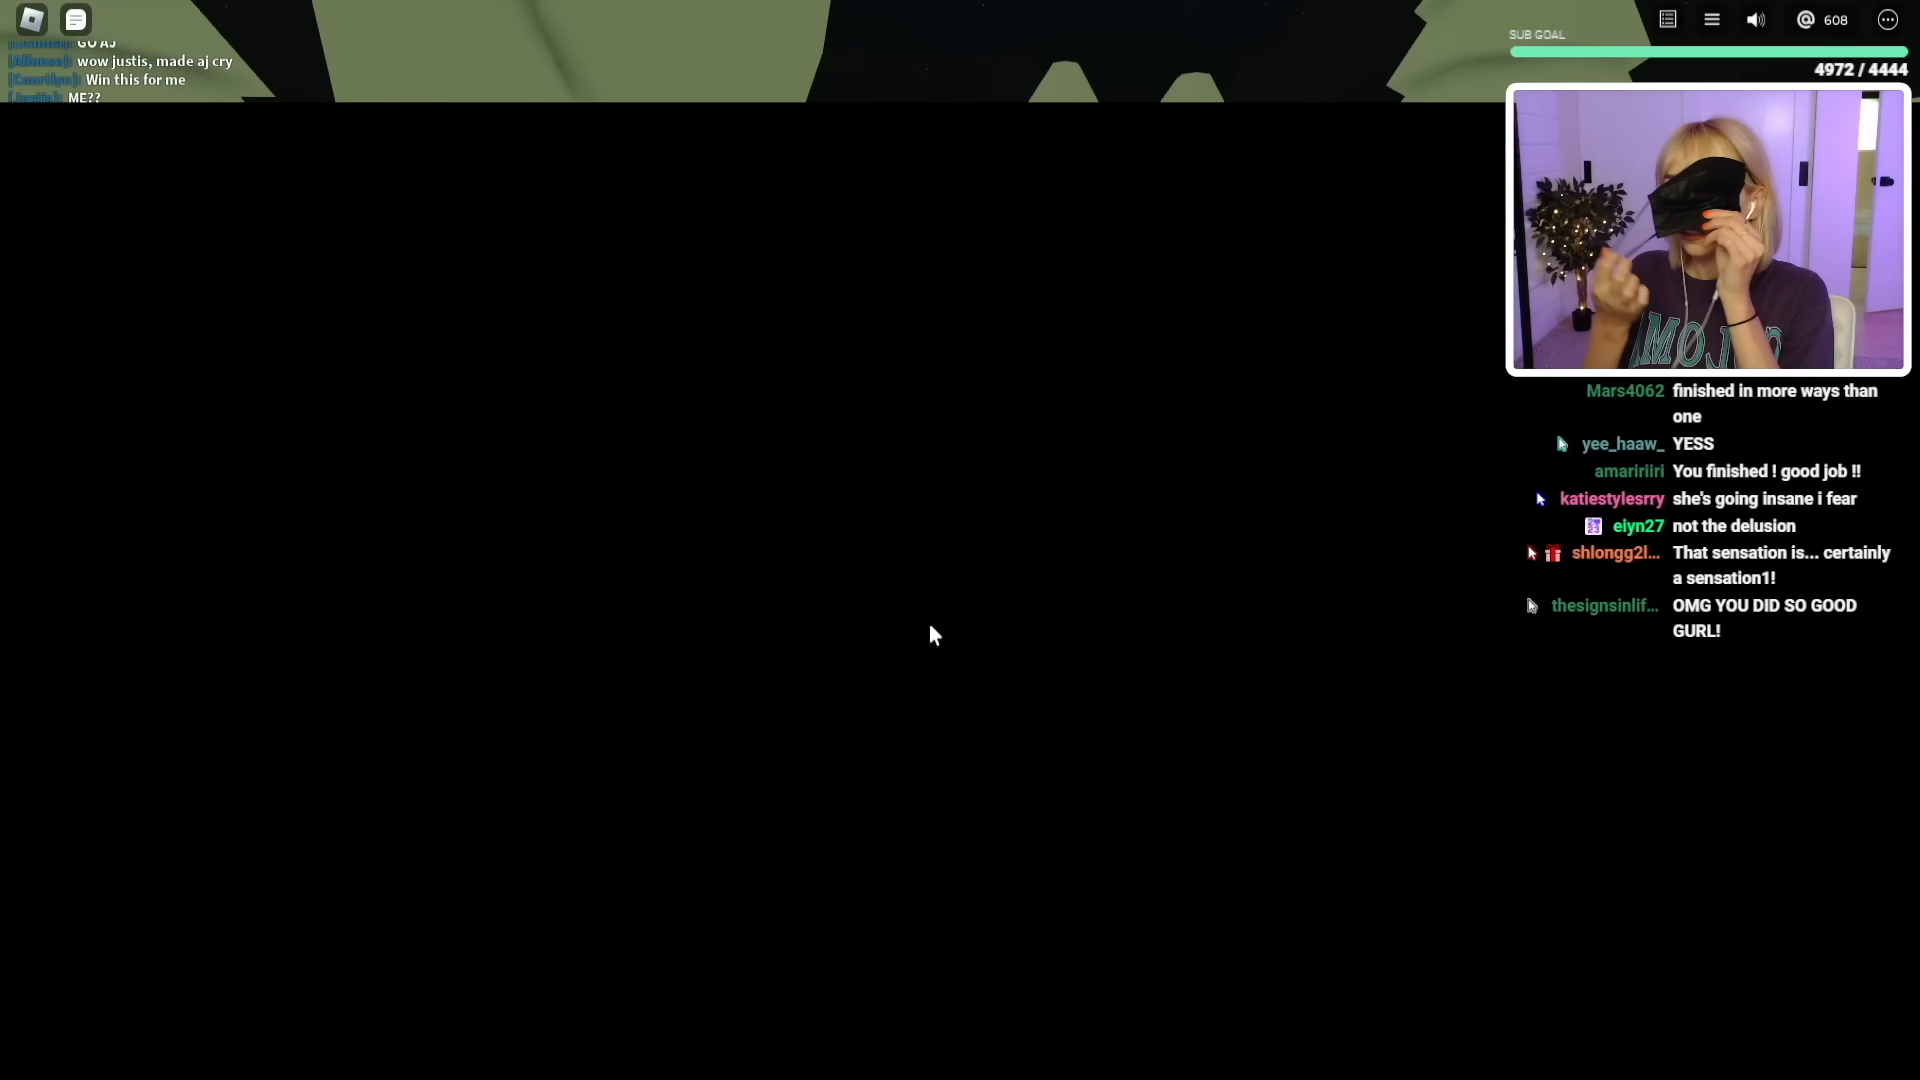 GO AJ
wow justis, made aj cry
Win this for me
ME??
608
SUB GOAL
4972 / 4444
Mars4062 finished in more ways than
one
yee_haaw_ YESS
amaririiri You finished ! good job !!
katiestylesrry she's going insane i fear
eiyn27 not the delusion
shlongg2l... That sensation is... certainly
a sensation1!
thesignsinlif... OMG YOU DID SO GOOD
GURL!